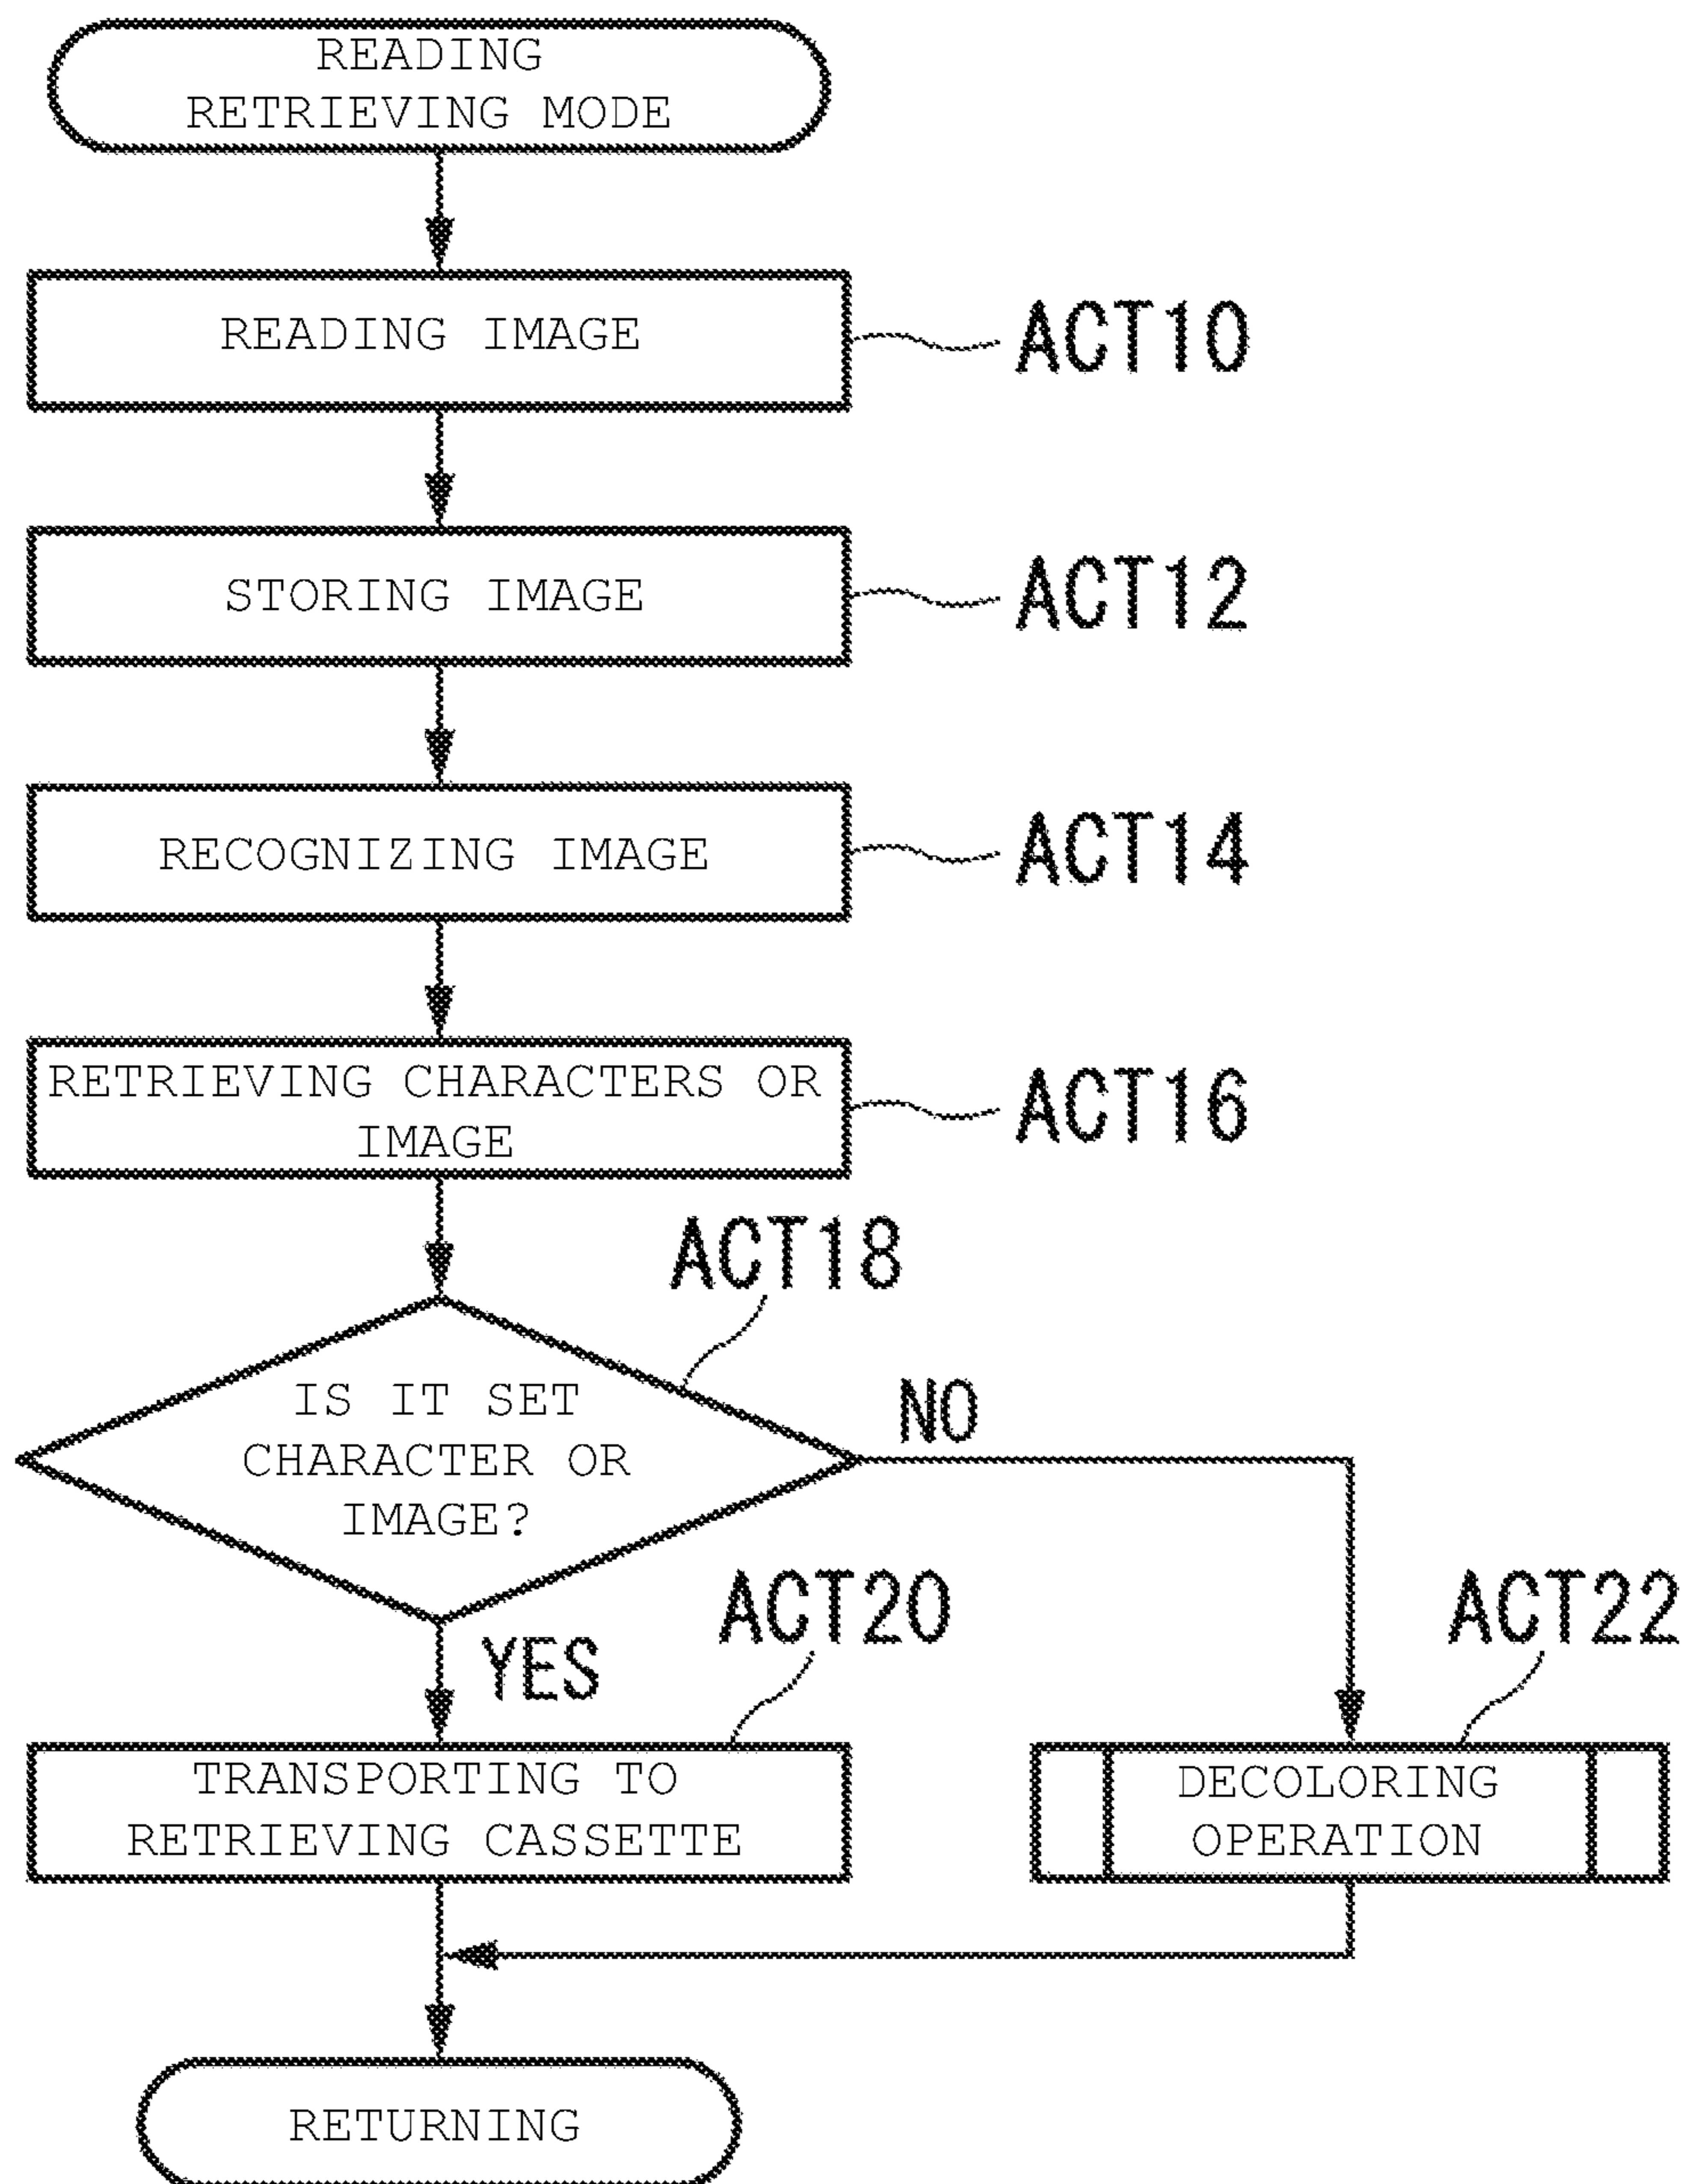 READING
RETRIEVING MODE
READING IMAGE
ACT10
STORING IMAGE
ACT12
RECOGNIZING IMAGE
ACT14
RETRIEVING CHARACTERS OR
IMAGE
ACT16
ACT18
IS IT SET
CHARACTER OR
IMAGE?
NO
YES
ACT20
ACT22
TRANSPORTING TO
RETRIEVING CASSETTE
DECOLORING
OPERATION
RETURNING